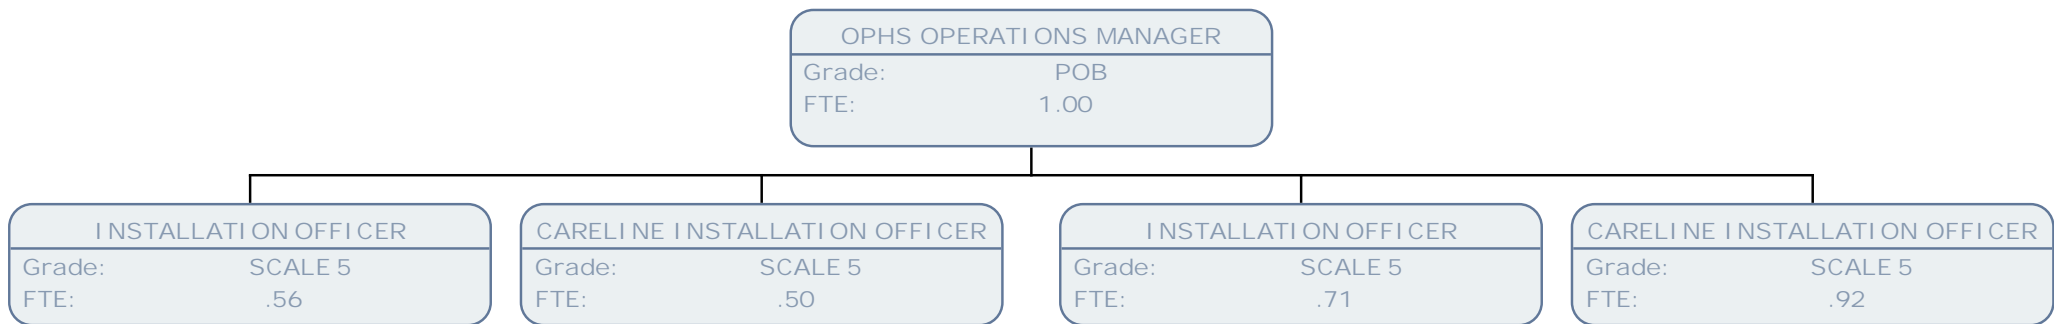 OPHS OPERATIONS MANAGER
Grade: POB
FTE: 1.00
INSTALLATION OFFICER
Grade: SCALE 5
FTE: .56
CARELINE INSTALLATION OFFICER
Grade: SCALE 5
FTE: .50
INSTALLATION OFFICER
Grade: SCALE 5
FTE: .71
CARELINE INSTALLATION OFFICER
Grade: SCALE 5
FTE: .92